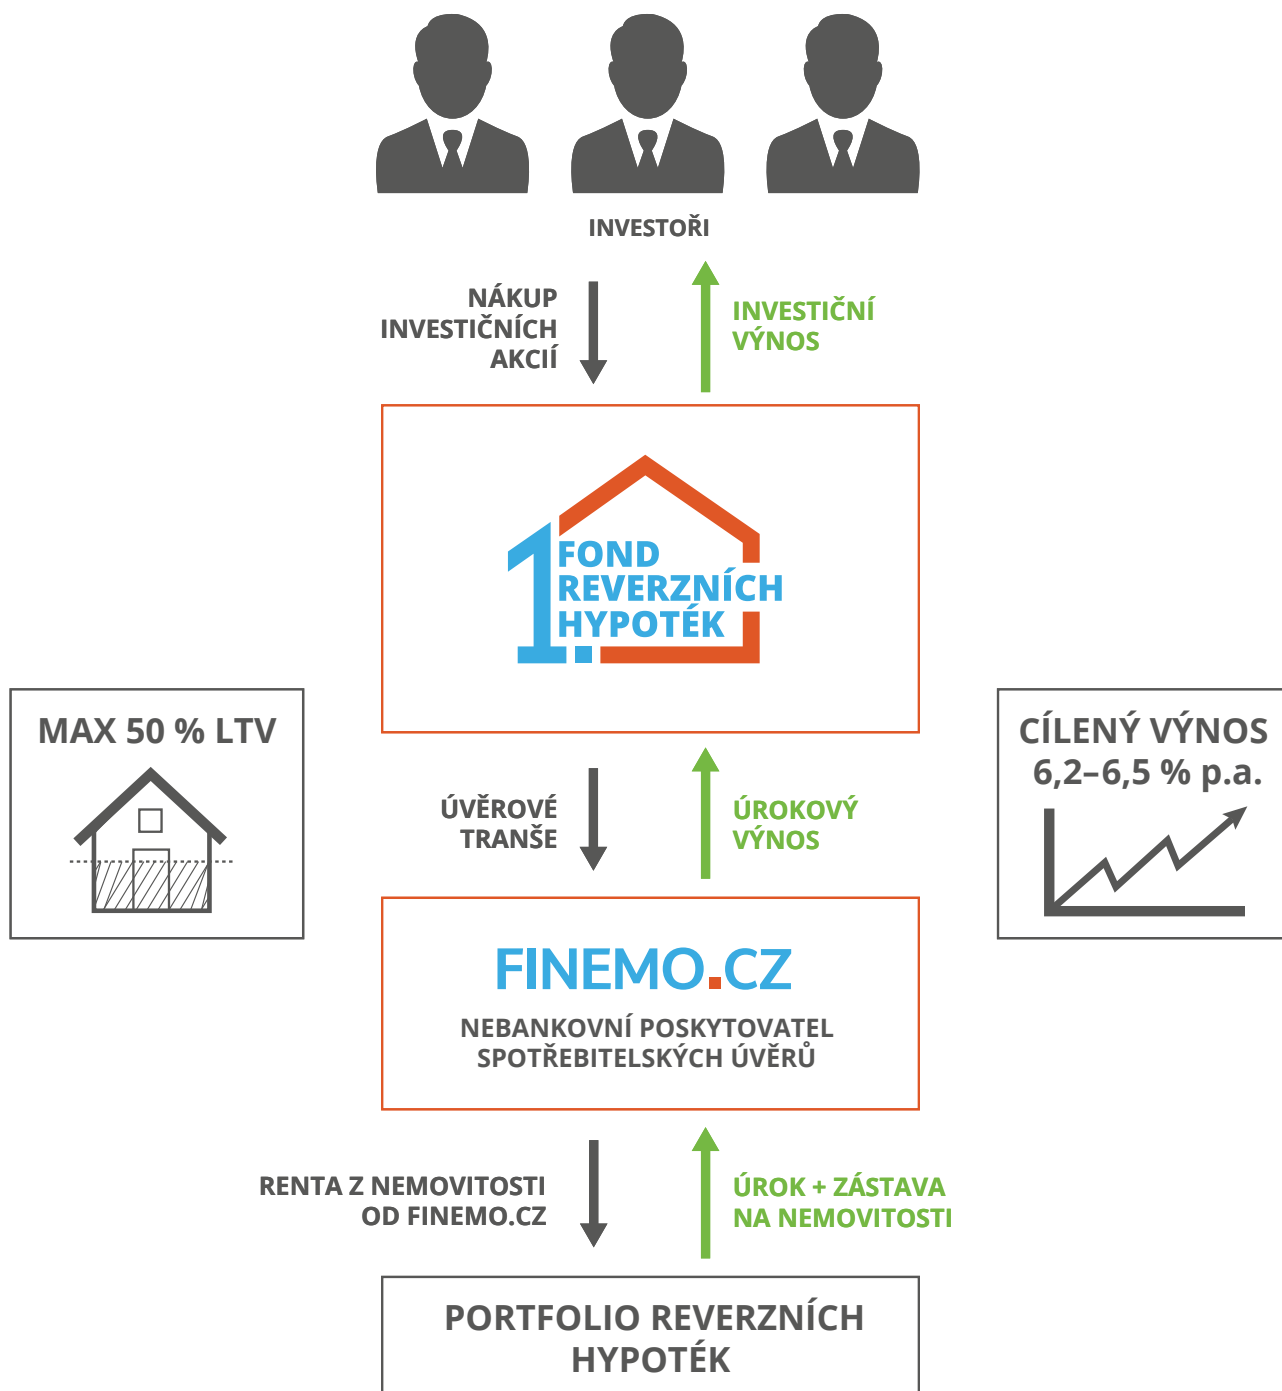 INVESTOŘI
NÁKUP
INVESTIČNÍCH
AKCIÍ
INVESTIČNÍ
VÝNOS
1. FOND
REVERZNÍCH
HYPOTÉK
MAX 50 % LTV
CÍLENÝ VÝNOS
6,2–6,5 % p.a.
ÚVĚROVÉ
TRANŠE
ÚROKOVÝ
VÝNOS
FINEMO.CZ
NEBANKOVNÍ POSKYTOVATEL
SPOTŘEBITELSKÝCH ÚVĚRŮ
RENTA Z NEMOVITOSTI
OD FINEMO.CZ
ÚROK + ZÁSTAVA
NA NEMOVITOSTI
PORTFOLIO REVERZNÍCH
HYPOTÉK